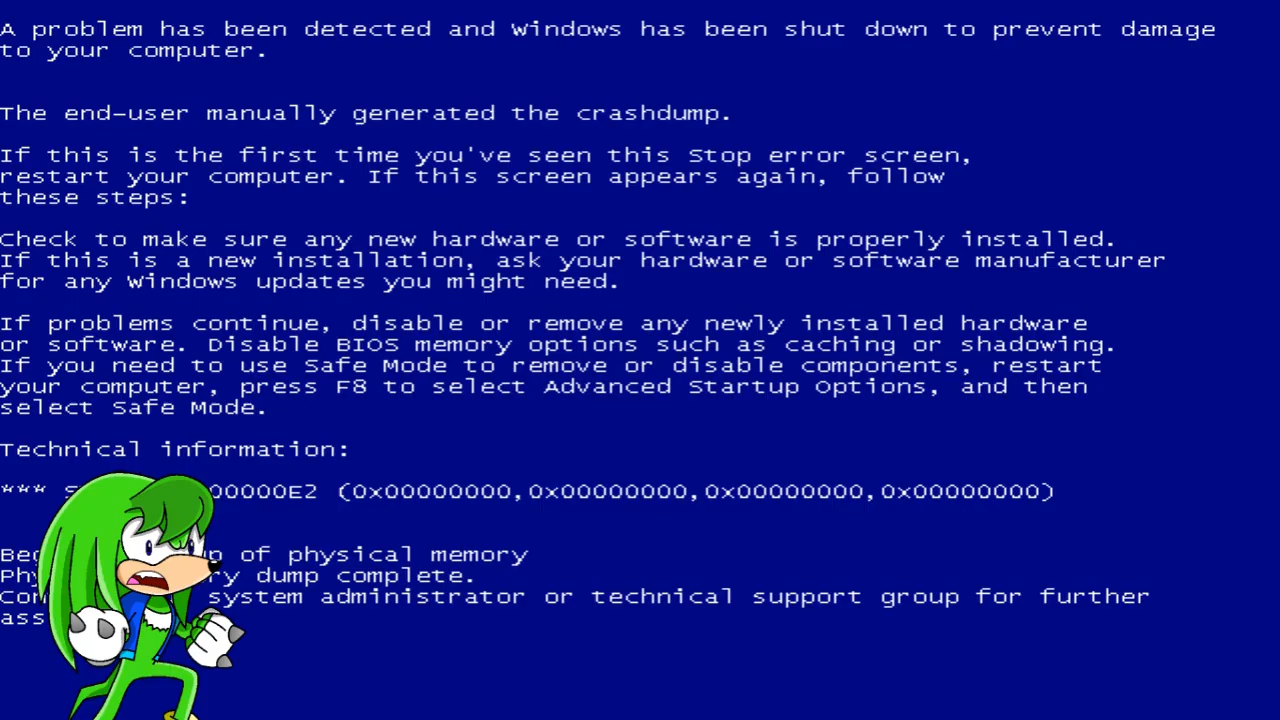 A problem has been detected and Windows has been shut down to prevent damage
to your computer.
The end-user manually generated the crashdump.
If this is the first time you've seen this Stop error screen,
restart your computer. If this screen appears again, follow
these steps:
Check to make sure any new hardware or software is properly installed.
If this is a new installation, ask your hardware or software manufacturer
for any Windows updates you might need.
If problems continue, disable or remove any newly installed hardware
or software. Disable BIOS memory options such as caching or shadowing.
If you need to use Safe Mode to remove or disable components, restart
your computer, press F8 to select Advanced Startup Options, and then
select Safe Mode.
Technical information:
*** 00000E2 (0x00000000,0x00000000,0x00000000,0x00000000)
of physical memory
dump complete.
system administrator or technical support group for further